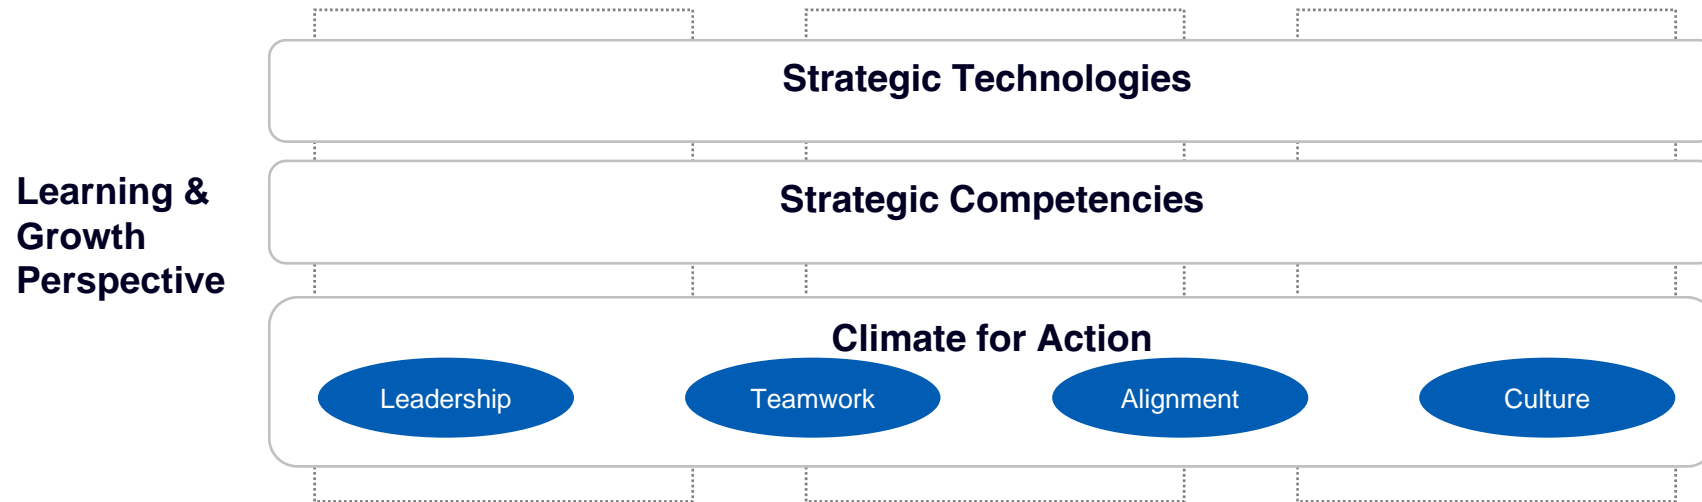 Strategic Technologies
Learning &
Growth
Perspective
Strategic Competencies
Climate for Action
Leadership
Teamwork
Alignment
Culture